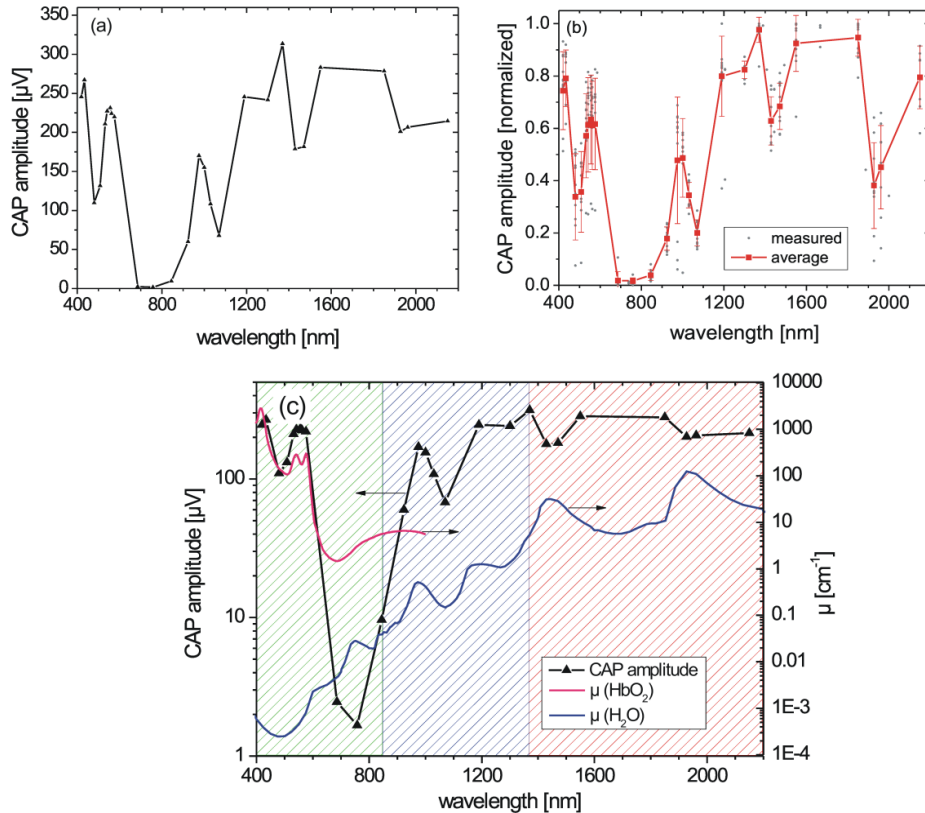 (a)
CAP amplitude [μV]
350
300
250
200
150
100
50
0
400 800 1200 1600 2000
wavelength [nm]
(b)
CAP amplitude [normalized]
1.0
0.8
0.6
0.4
0.2
0.0
measured
average
400 800 1200 1600 2000
wavelength [nm]
(c)
CAP amplitude [μV]
100
10
1
10000
1000
100
10
1
0.1
0.01
1E-3
1E-4
μ [cm⁻¹]
CAP amplitude
μ (HbO₂)
μ (H₂O)
400 800 1200 1600 2000
wavelength [nm]